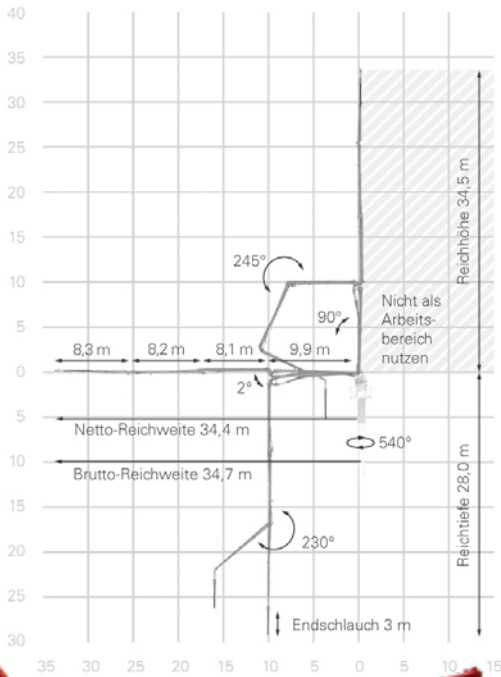 40
35
30
25
20
15
10
5
0
5
10
15
20
25
30
35 30 25 20 15 10 5 0 5 10 15
245°
90°
8,3 m 8,2 m 8,1 m 9,9 m
2°
Nicht als
Arbeits-
bereich
nutzen
Reichhöhe 34,5 m
Netto-Reichweite 34,4 m
540°
Brutto-Reichweite 34,7 m
Reichtiefe 28,0 m
230°
Endschlauch 3 m